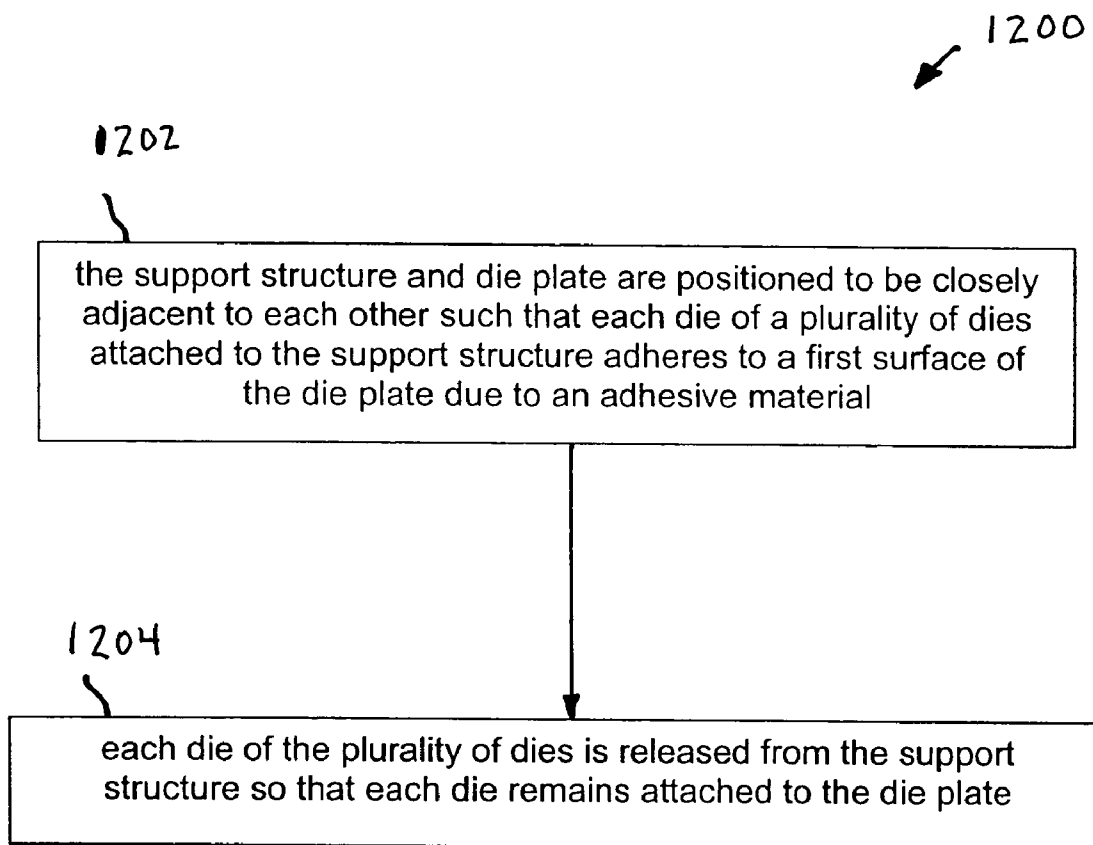 1200
1202
the support structure and die plate are positioned to be closely
adjacent to each other such that each die of a plurality of dies
attached to the support structure adheres to a first surface of
the die plate due to an adhesive material
1204
each die of the plurality of dies is released from the support
structure so that each die remains attached to the die plate